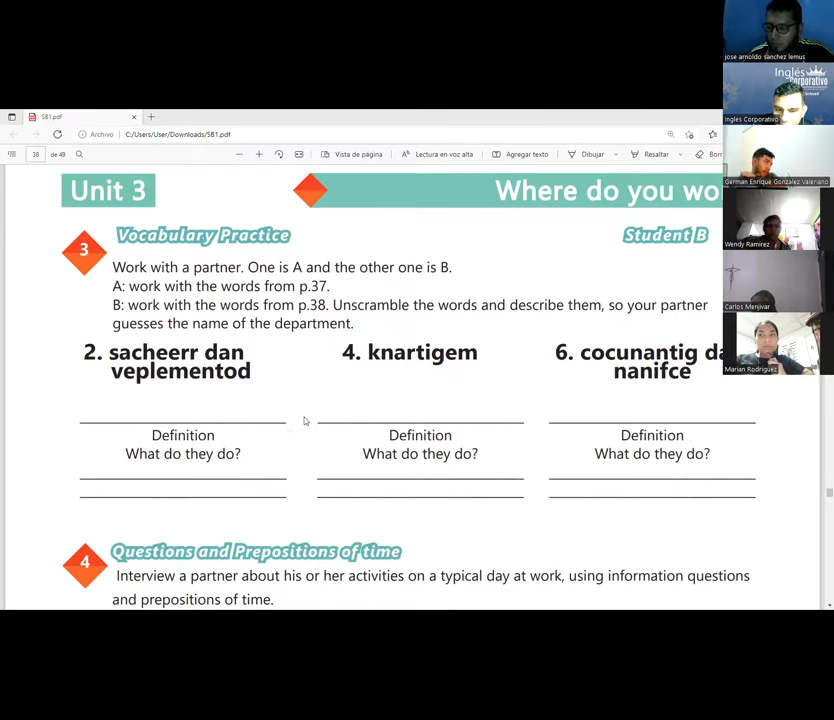 SB1.pdf
Archivo
C:/Users/User/Downloads/SB1.pdf
38
de 49
Vista de página
Lectura en voz alta
Agregar texto
Dibujar
Resaltar
Borr
Unit 3
Where do you wo
3
Vocabulary Practice
Student B
Work with a partner. One is A and the other one is B.
A: work with the words from p.37.
B: work with the words from p.38. Unscramble the words and describe them, so your partner
guesses the name of the department.
2. sacheerr dan
veplementod
4. knartigem
6. cocunantig da
nanifce
Definition
What do they do?
Definition
What do they do?
Definition
What do they do?
4
Questions and Prepositions of time
Interview a partner about his or her activities on a typical day at work, using information questions
and prepositions of time.
jose arnoldo sanchez lemus
Inglés
Corporativo
Ingles Corporativo
German Enrique Gonzalez Valeriano
Wendy Ramirez
Carlos Menjivar
Marian Rodriguez